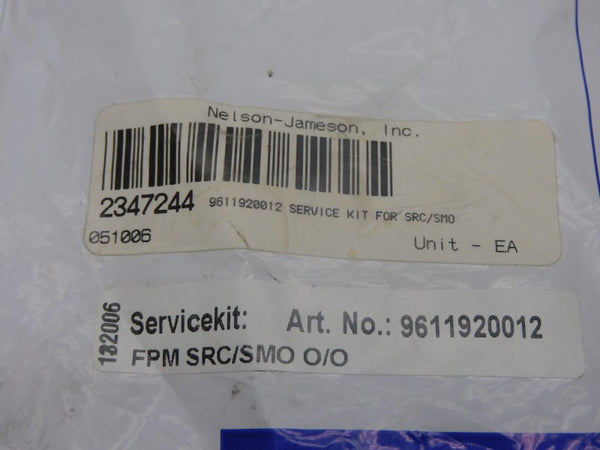 Nelson-Jameson, Inc.
2347244 9611920012 SERVICE KIT FOR SRC/SMO
051006 Unit - EA
132006
Servicekit: Art. No.: 9611920012
FPM SRC/SMO O/O